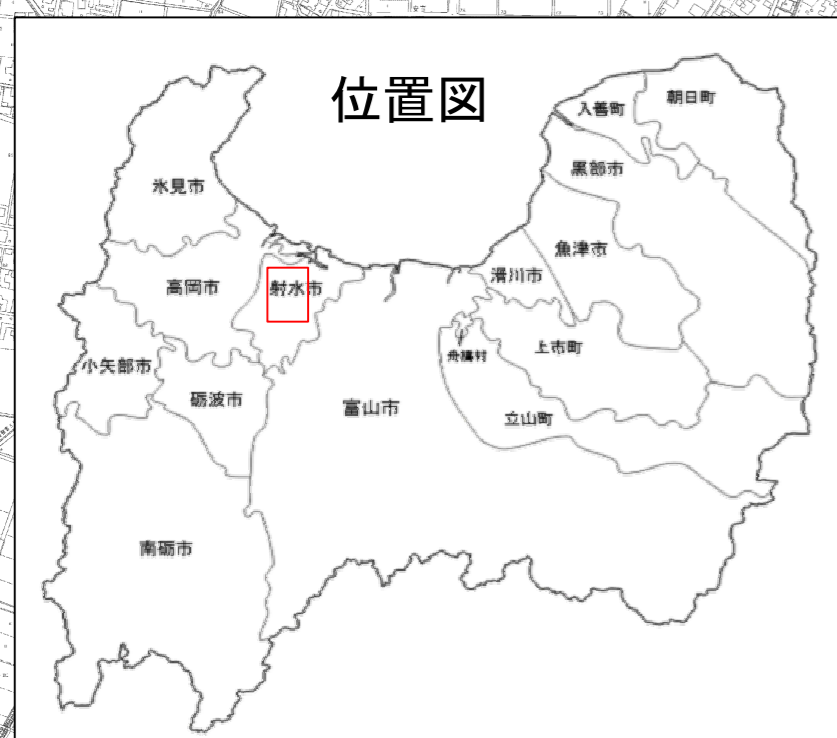 位置図
入善町
朝日町
黒部市
氷見市
魚津市
滑川市
高岡市
射水市
上市町
舟橋村
小矢部市
砺波市
富山市
立山町
南砺市